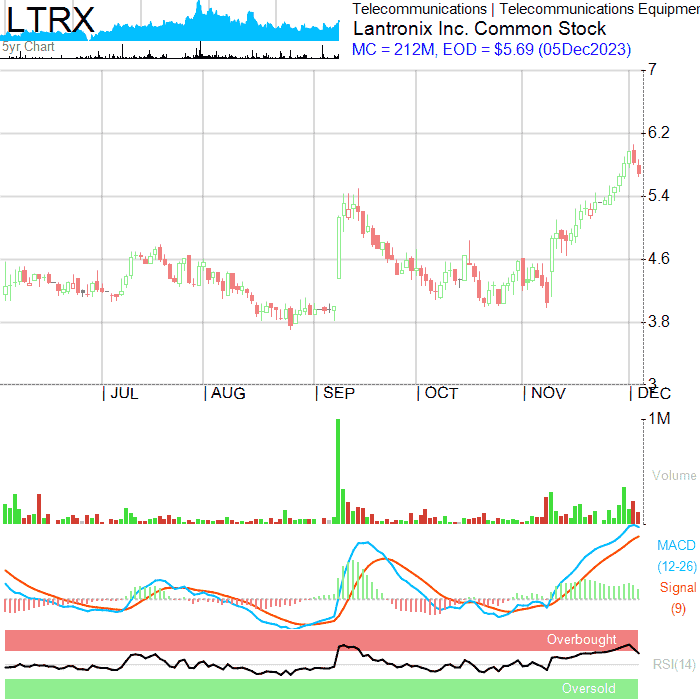 LTRX
5yr Chart
Telecommunications | Telecommunications Equipmen
Lantronix Inc. Common Stock
MC = 212M, EOD = $5.69 (05Dec2023)
7
6.2
5.4
4.6
3.8
3
| JUL | AUG | SEP | OCT | NOV | DEC
1M
Volume
MACD
(12-26)
Signal
(9)
Overbought
RSI(14)
Oversold